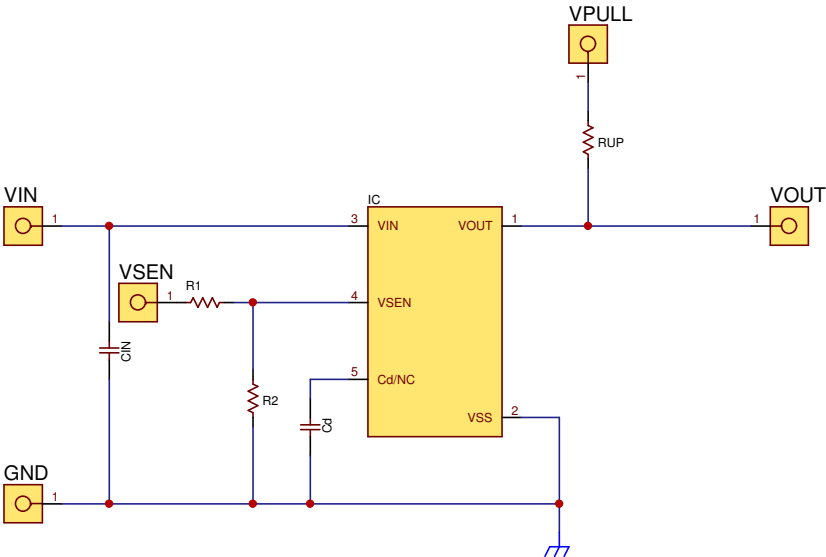 VPULL
1
RUP
VIN
1
IC
3
VIN
VOUT
1
1
VOUT
VSEN
1
R1
4
VSEN
CIN
5
Cd/NC
R2
Cd
VSS
2
GND
1